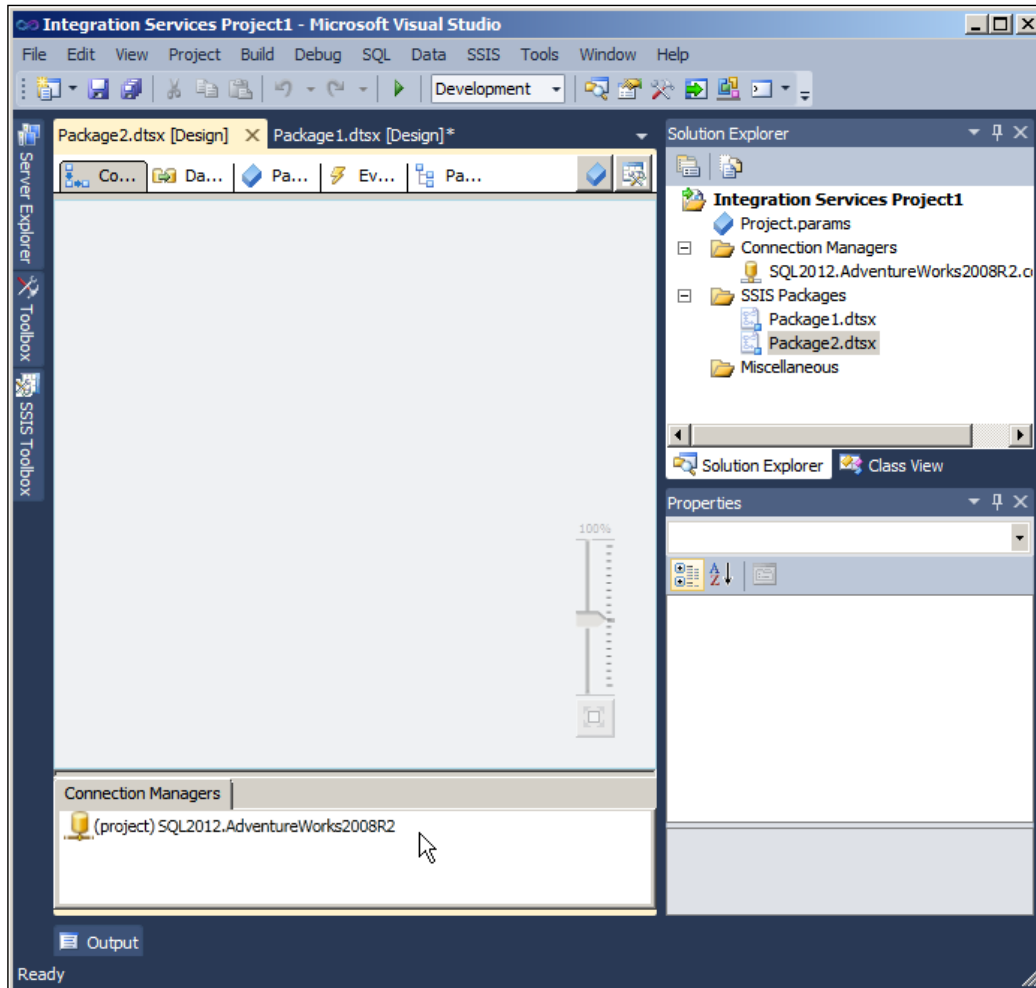 Integration Services Project1 - Microsoft Visual Studio
File Edit View Project Build Debug SQL Data SSIS Tools Window Help
Development
Server Explorer
Toolbox
SSIS Toolbox
Package2.dtsx [Design] Package1.dtsx [Design]*
Co... Da... Pa... Ev... Pa...
100%
Connection Managers
(project) SQL2012.AdventureWorks2008R2
Solution Explorer
Integration Services Project1
Project.params
Connection Managers
SQL2012.AdventureWorks2008R2.co
SSIS Packages
Package1.dtsx
Package2.dtsx
Miscellaneous
Solution Explorer Class View
Properties
Output
Ready